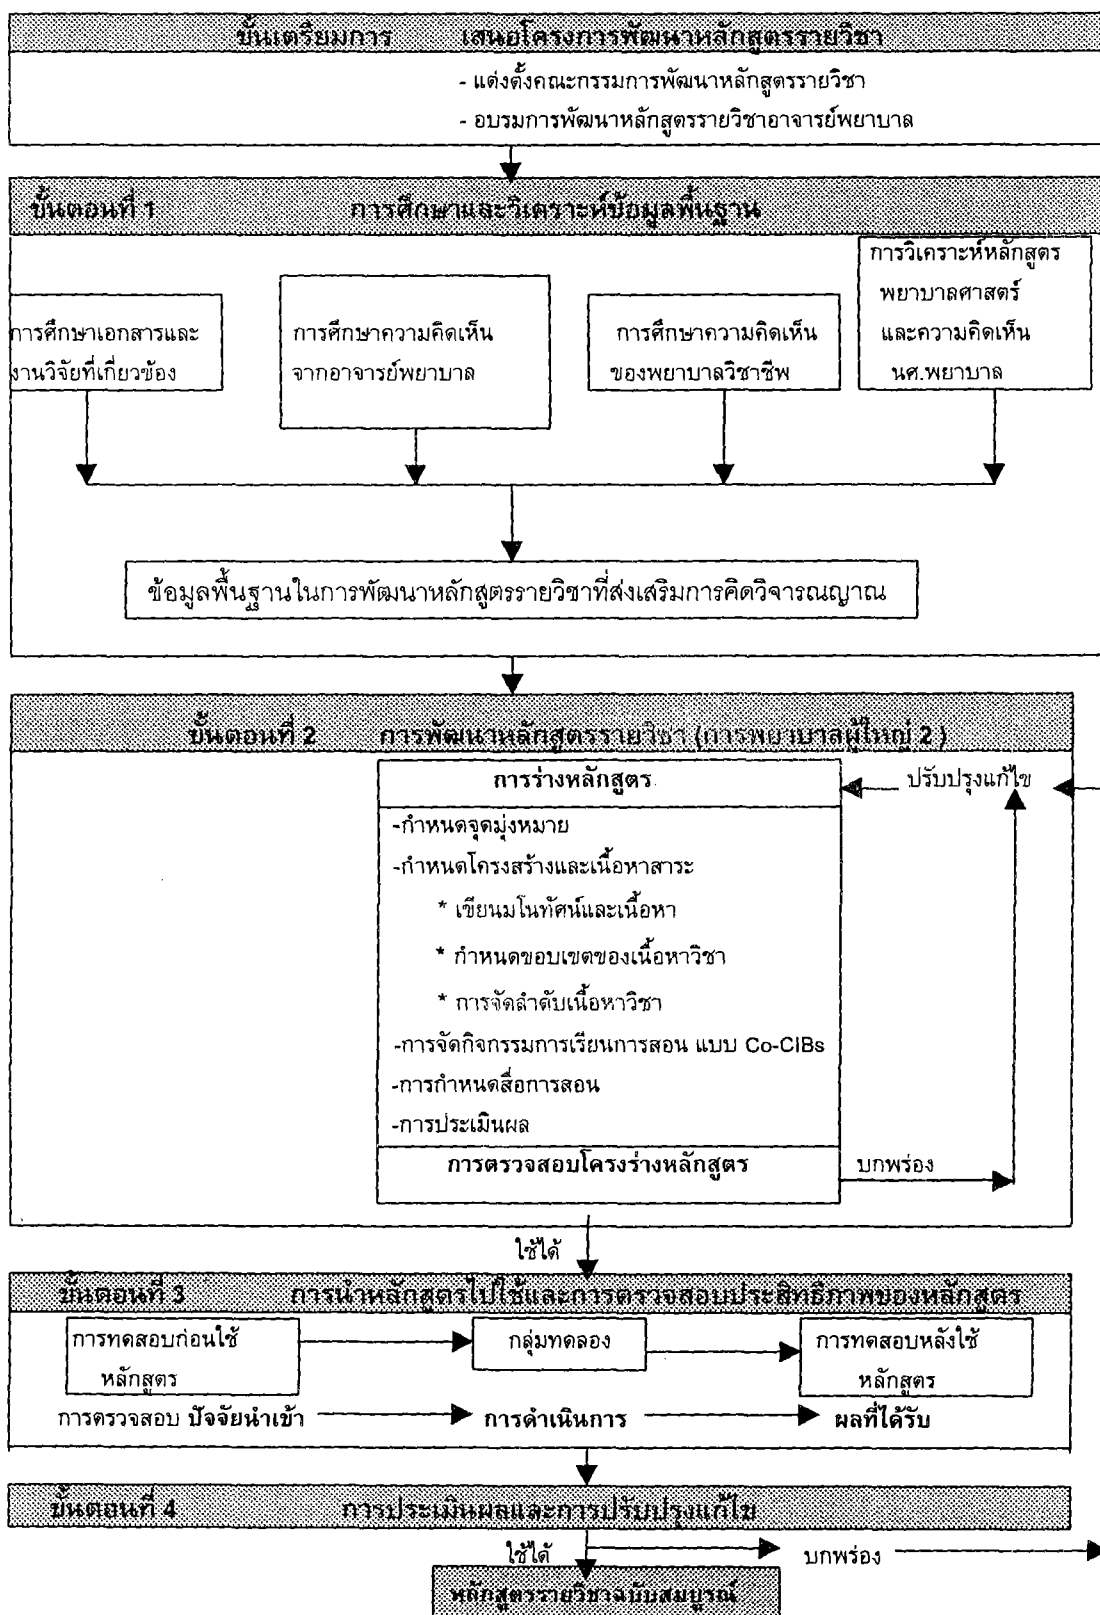 ขั้นเตรียมการ เสนอโครงการพัฒนาหลักสูตรรายวิชา
- แต่งตั้งคณะกรรมการพัฒนาหลักสูตรรายวิชา
- อบรมการพัฒนาหลักสูตรรายวิชาอาจารย์พยาบาล
ขั้นตอนที่ 1 การศึกษาและวิเคราะห์ข้อมูลพื้นฐาน
การศึกษาเอกสารและ
งานวิจัยที่เกี่ยวข้อง
การศึกษาความคิดเห็น
จากอาจารย์พยาบาล
การศึกษาความคิดเห็น
ของพยาบาลวิชาชีพ
การวิเคราะห์หลักสูตร
พยาบาลศาสตร์
และความคิดเห็น
นศ.พยาบาล
ข้อมูลพื้นฐานในการพัฒนาหลักสูตรรายวิชาที่ส่งเสริมการคิดวิจารณญาณ
ขั้นตอนที่ 2 การพัฒนาหลักสูตรรายวิชา (การพยาบาลผู้ใหญ่ 2 )
การร่างหลักสูตร
ปรับปรุงแก้ไข
-กำหนดจุดมุ่งหมาย
-กำหนดโครงสร้างและเนื้อหาสาระ
* เขียนมโนทัศน์และเนื้อหา
* กำหนดขอบเขตของเนื้อหาวิชา
* การจัดลำดับเนื้อหาวิชา
-การจัดกิจกรรมการเรียนการสอน แบบ Co-CIBs
-การกำหนดสื่อการสอน
-การประเมินผล
การตรวจสอบโครงร่างหลักสูตร
บกพร่อง
ใช้ได้
ขั้นตอนที่ 3 การนำหลักสูตรไปใช้และการตรวจสอบประสิทธิภาพของหลักสูตร
การทดสอบก่อนใช้
หลักสูตร
กลุ่มทดลอง
การทดสอบหลังใช้
หลักสูตร
การตรวจสอบ ปัจจัยนำเข้า การดำเนินการ ผลที่ได้รับ
ขั้นตอนที่ 4 การประเมินผลและการปรับปรุงแก้ไข
ใช้ได้ บกพร่อง
หลักสูตรรายวิชาฉบับสมบูรณ์